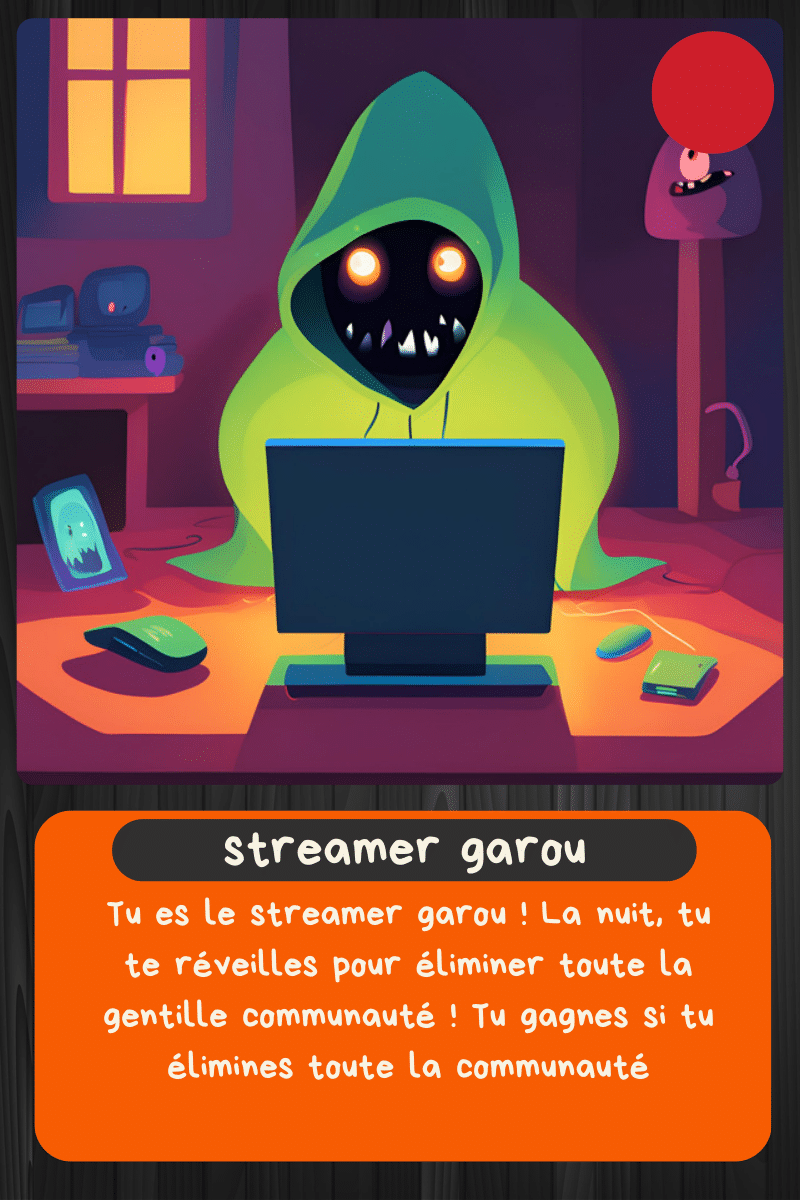 streamer garou
Tu es le streamer garou ! La nuit, tu
te réveilles pour éliminer toute la
gentille communauté ! Tu gagnes si tu
élimines toute la communauté